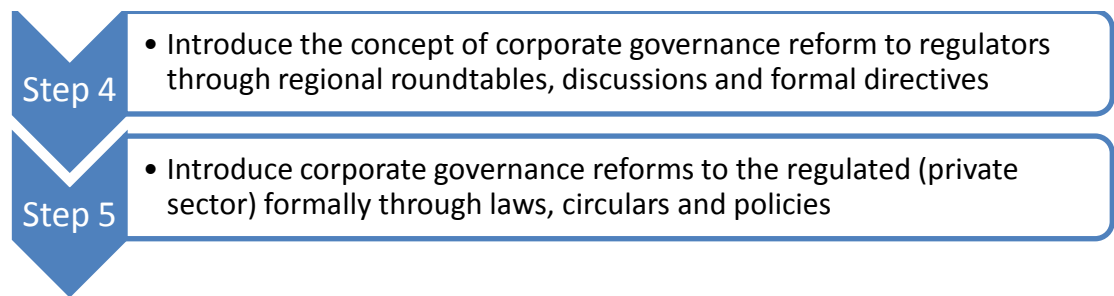 Step 4
• Introduce the concept of corporate governance reform to regulators
through regional roundtables, discussions and formal directives
Step 5
• Introduce corporate governance reforms to the regulated (private
sector) formally through laws, circulars and policies